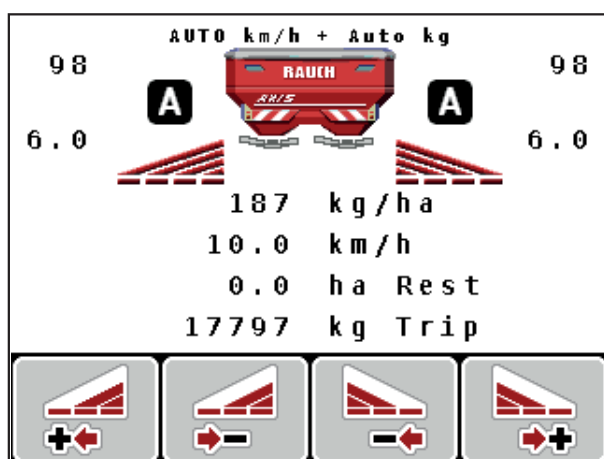 AUTO km/h + Auto kg
98 98
RAUCH
A A
AXIS
6.0 6.0
187 kg/ha
10.0 km/h
0.0 ha Rest
17797 kg Trip